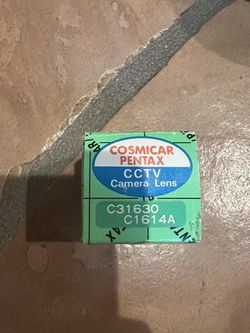 COSMICAR
PENTAX
CCTV
Camera Lens
C31630
C1614A